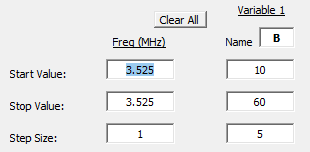 Variable 1
Clear All
Freq (MHz) Name B
Start Value: 3.525 10
Stop Value: 3.525 60
Step Size: 1 5